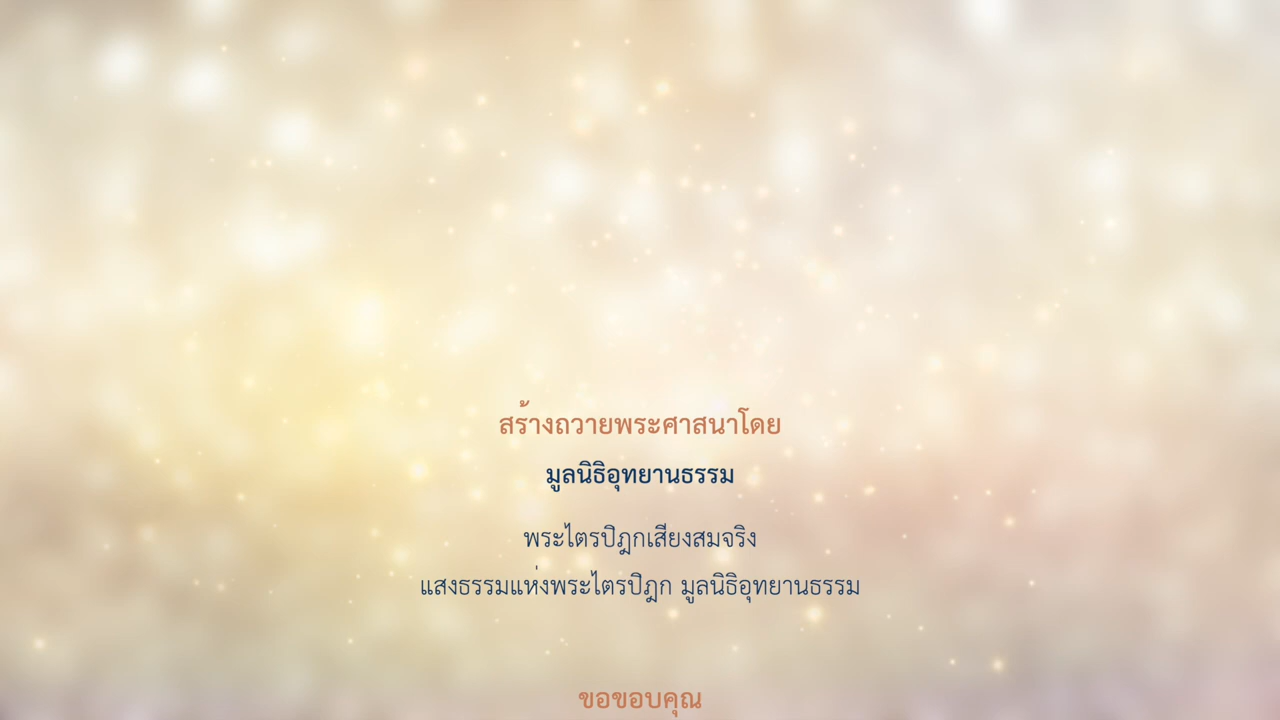 สร้างถวายพระศาสนาโดย
มูลนิธิอุทยานธรรม
พระไตรปิฎกเสียงสมจริง
แสงธรรมแห่งพระไตรปิฎก มูลนิธิอุทยานธรรม
ขอขอบคุณ